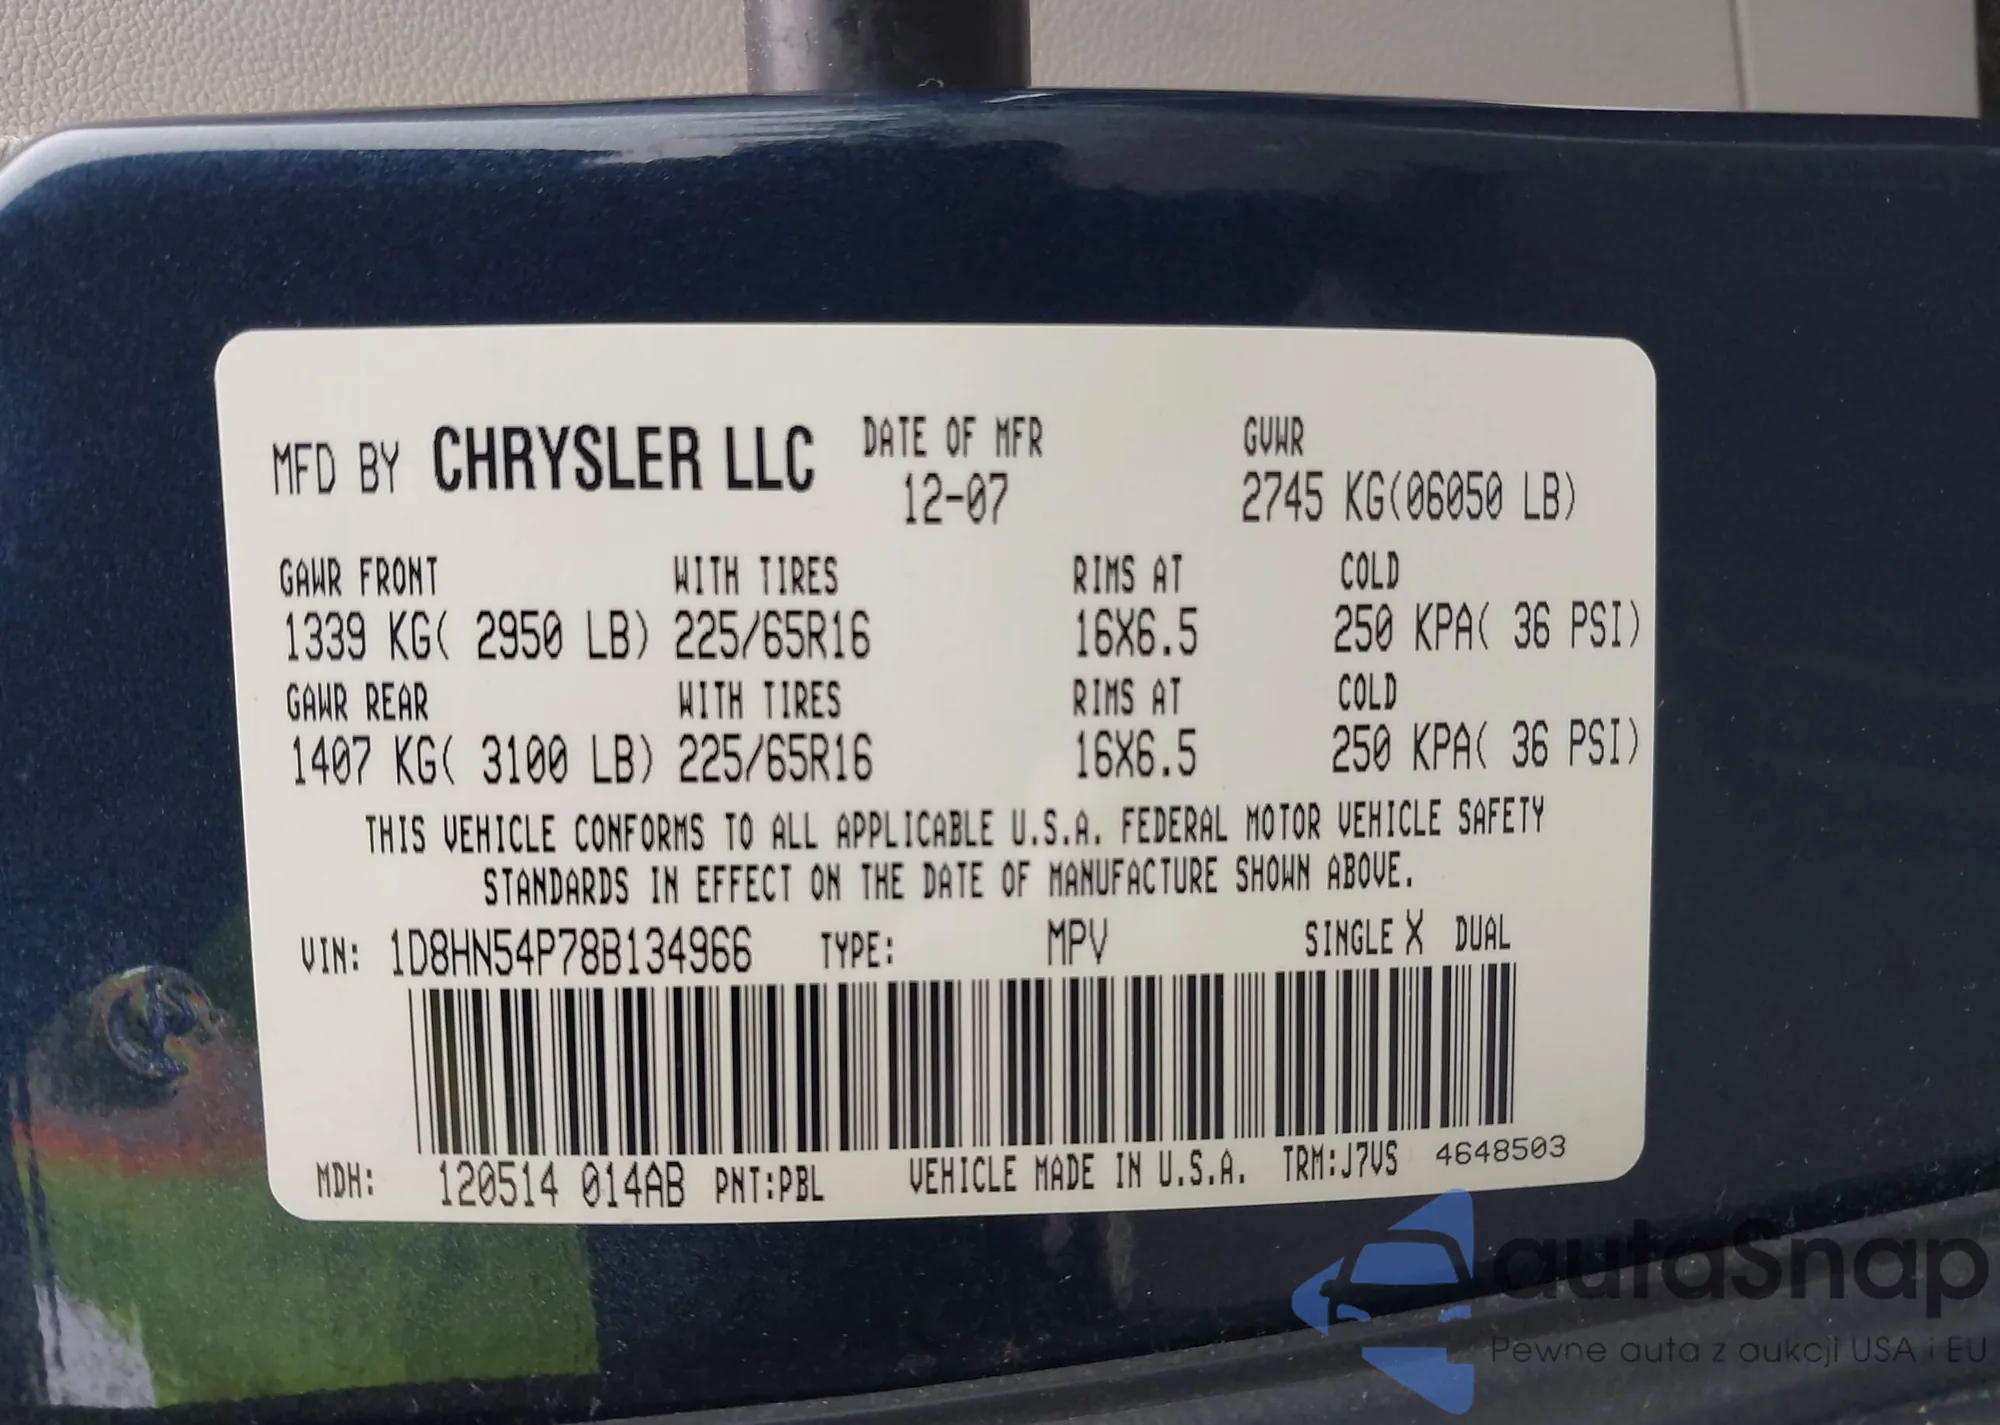 MFD BY CHRYSLER LLC DATE OF MFR GVWR
12-07 2745 KG(06050 LB)
GAWR FRONT WITH TIRES RIMS AT COLD
1339 KG( 2950 LB) 225/65R16 16X6.5 250 KPA( 36 PSI)
GAWR REAR WITH TIRES RIMS AT COLD
1407 KG( 3100 LB) 225/65R16 16X6.5 250 KPA( 36 PSI)
THIS VEHICLE CONFORMS TO ALL APPLICABLE U.S.A. FEDERAL MOTOR VEHICLE SAFETY
STANDARDS IN EFFECT ON THE DATE OF MANUFACTURE SHOWN ABOVE.
VIN: 1D8HN54P78B134966 TYPE: MPV SINGLE X DUAL
MDH: 120514 014AB PNT:PBL VEHICLE MADE IN U.S.A. TRM:J7VS 4648503
autaSnap
Pewne auta z aukcji USA i EU